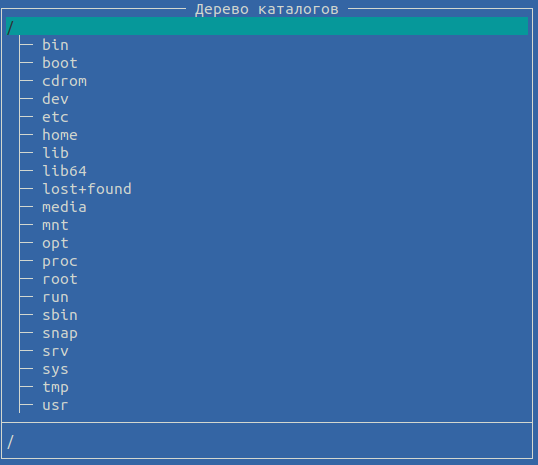 Дерево каталогов
/
bin
boot
cdrom
dev
etc
home
lib
lib64
lost+found
media
mnt
opt
proc
root
run
sbin
snap
srv
sys
tmp
usr
/